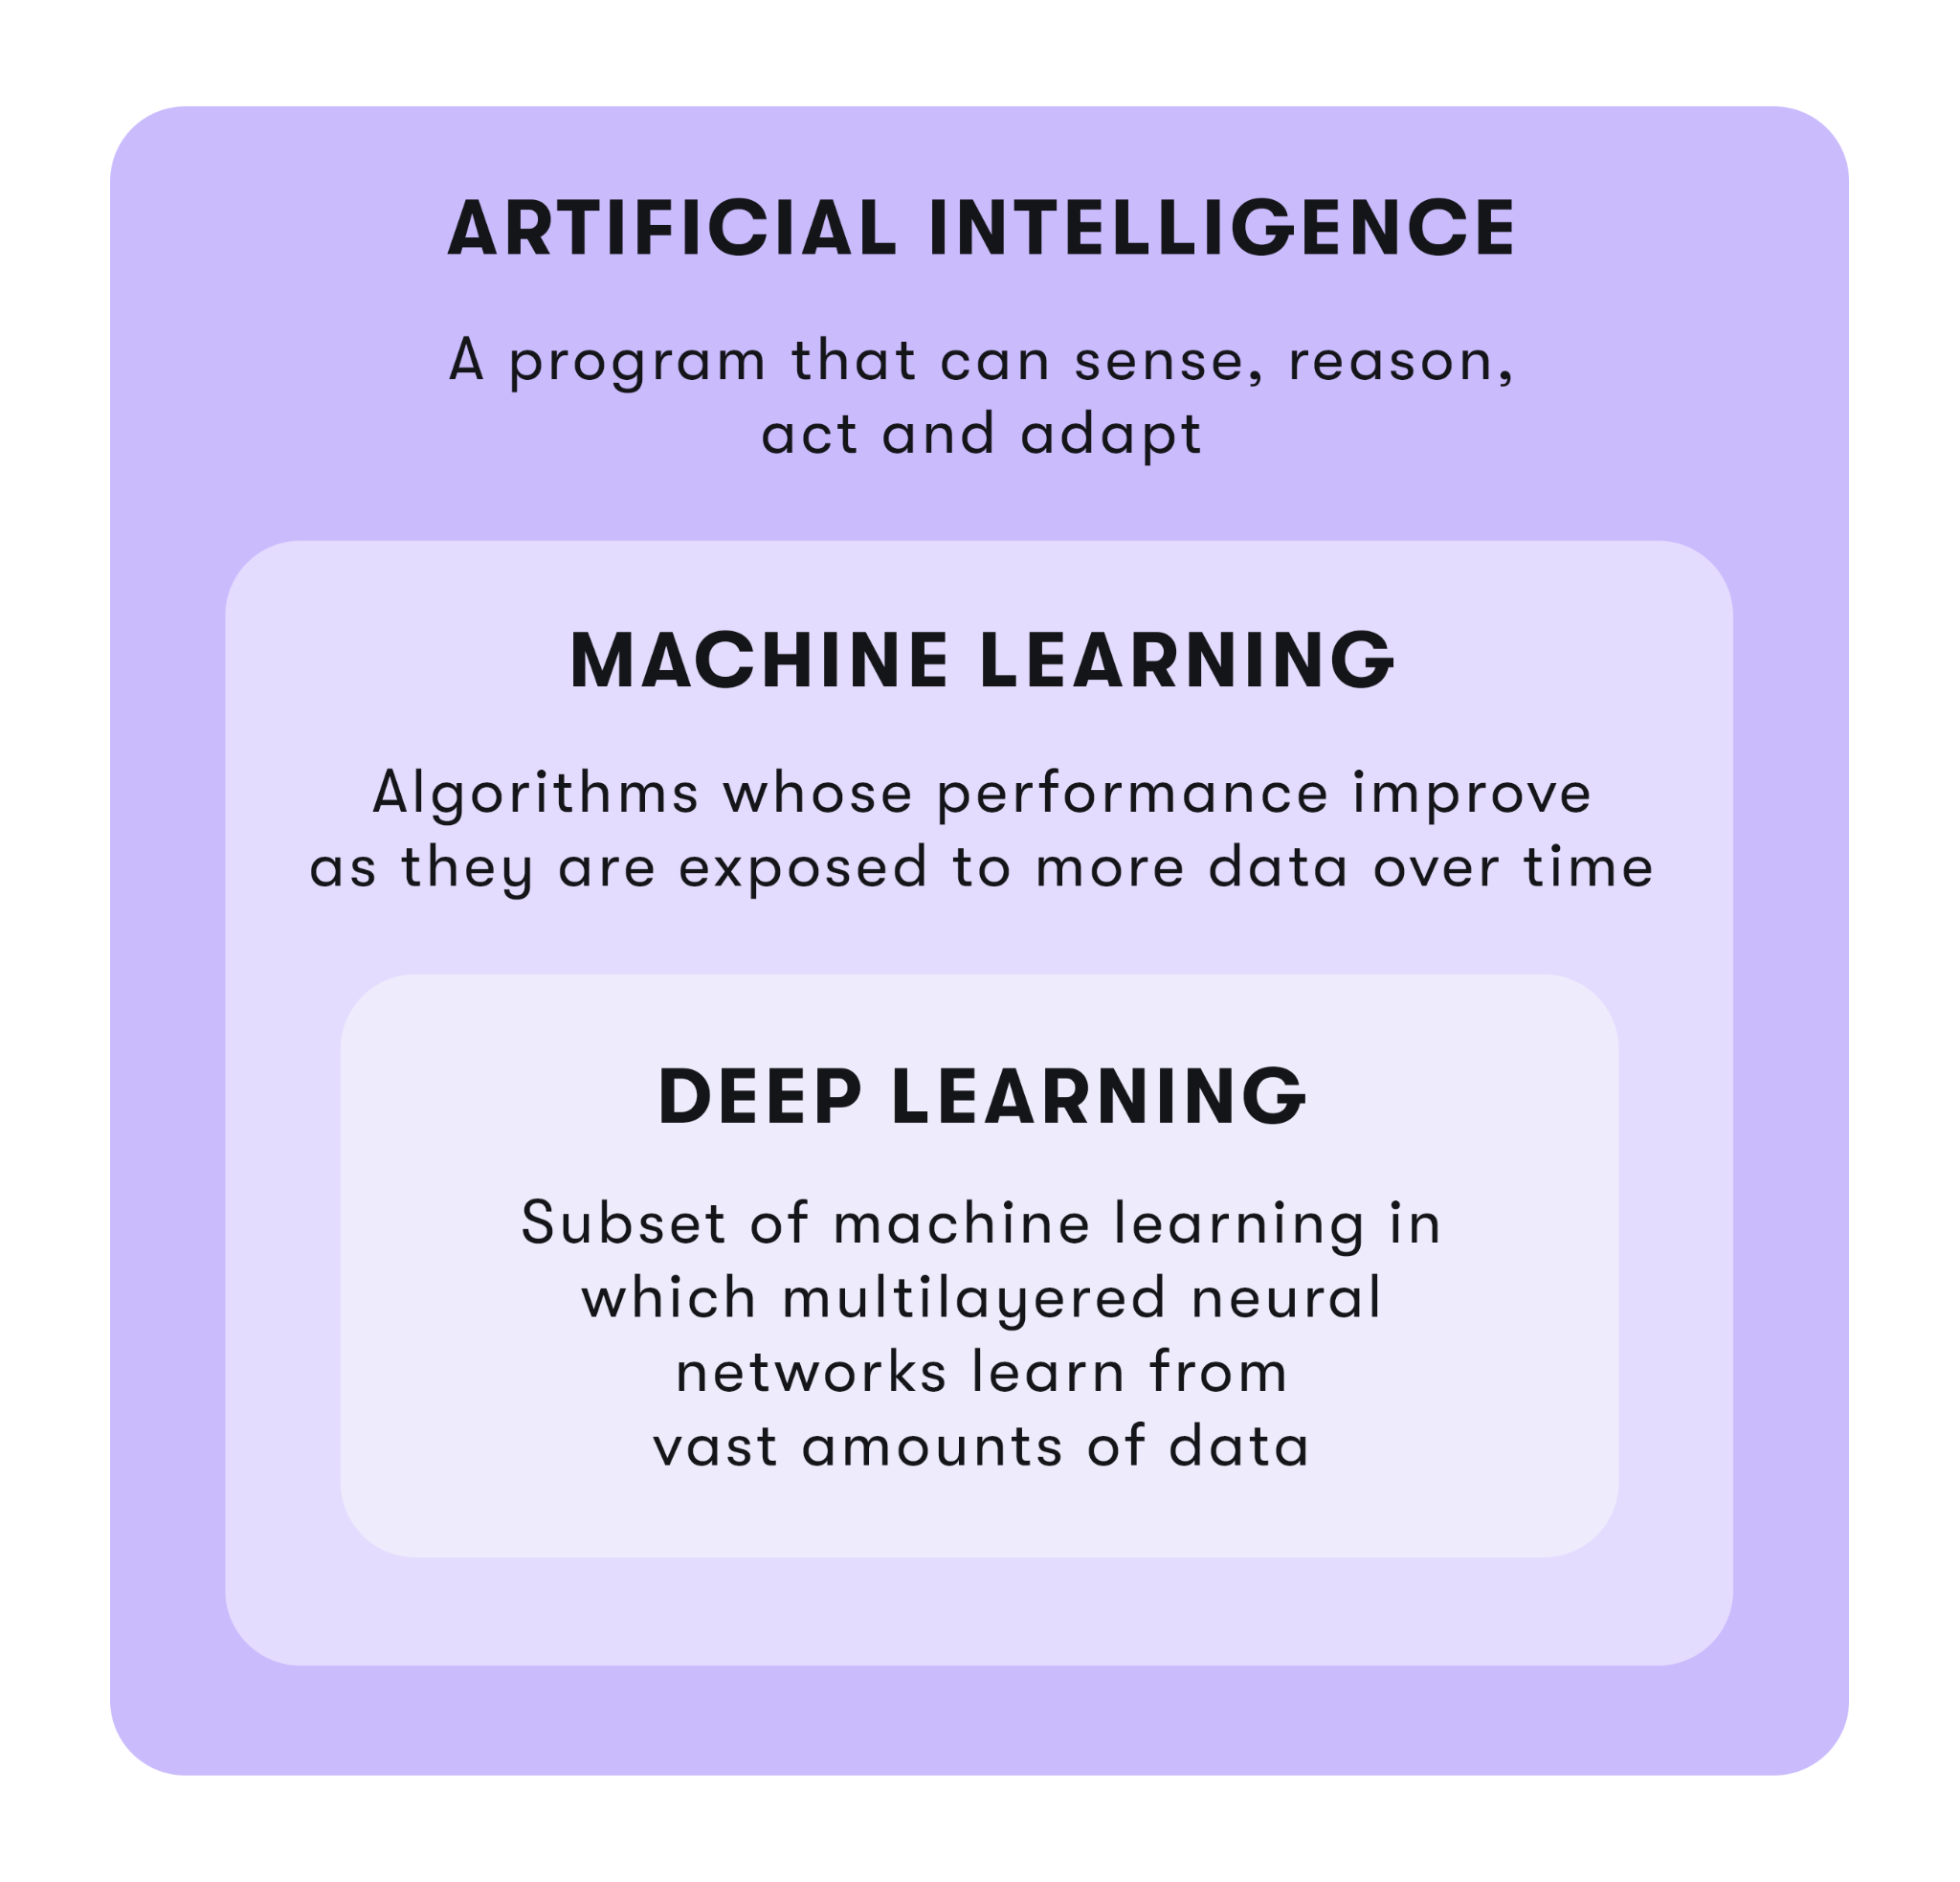 ARTIFICIAL INTELLIGENCE
A program that can sense, reason,
act and adapt
MACHINE LEARNING
Algorithms whose performance improve
as they are exposed to more data over time
DEEP LEARNING
Subset of machine learning in
which multilayered neural
networks learn from
vast amounts of data